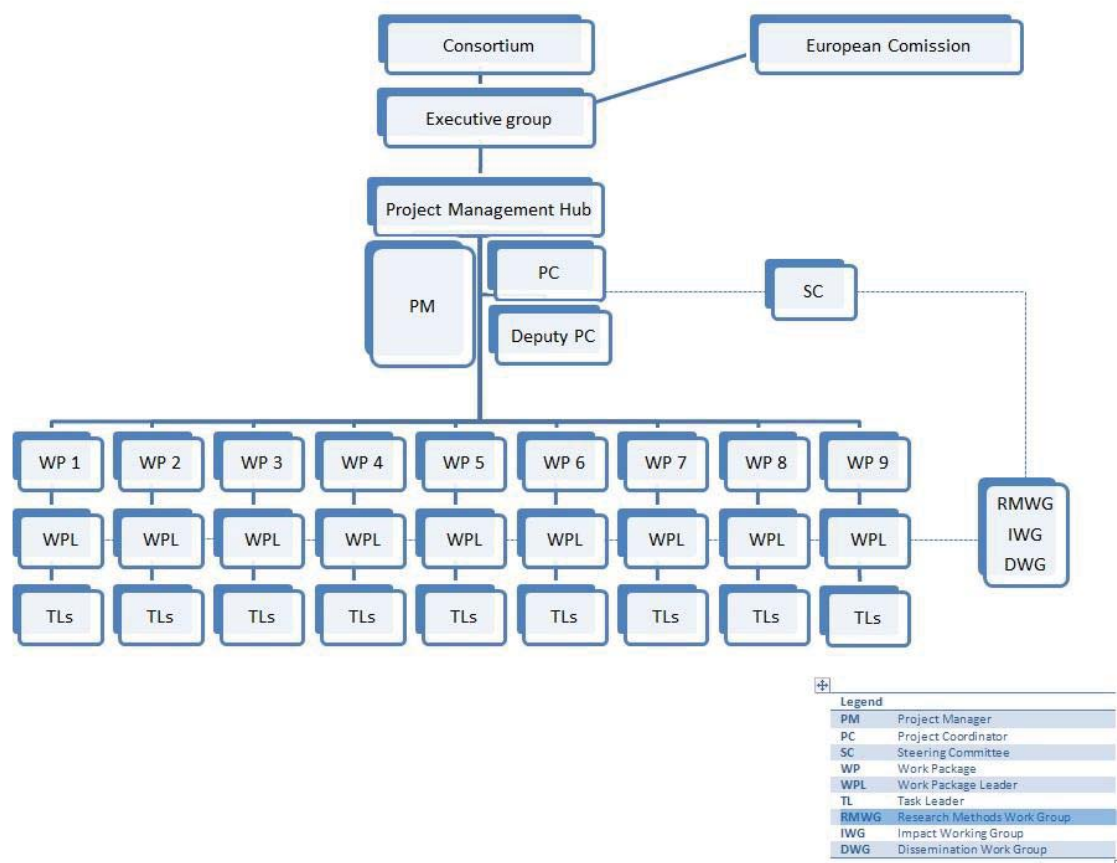 Consortium
European Comission
Executive group
Project Management Hub
PM
PC
Deputy PC
SC
WP 1 WP 2 WP 3 WP 4 WP 5 WP 6 WP 7 WP 8 WP 9
WPL WPL WPL WPL WPL WPL WPL WPL WPL
TLs TLs TLs TLs TLs TLs TLs TLs TLs
RMWG
IWG
DWG
Legend
PM Project Manager
PC Project Coordinator
SC Steering Committee
WP Work Package
WPL Work Package Leader
TL Task Leader
RMWG Research Methods Work Group
IWG Impact Working Group
DWG Dissemination Work Group